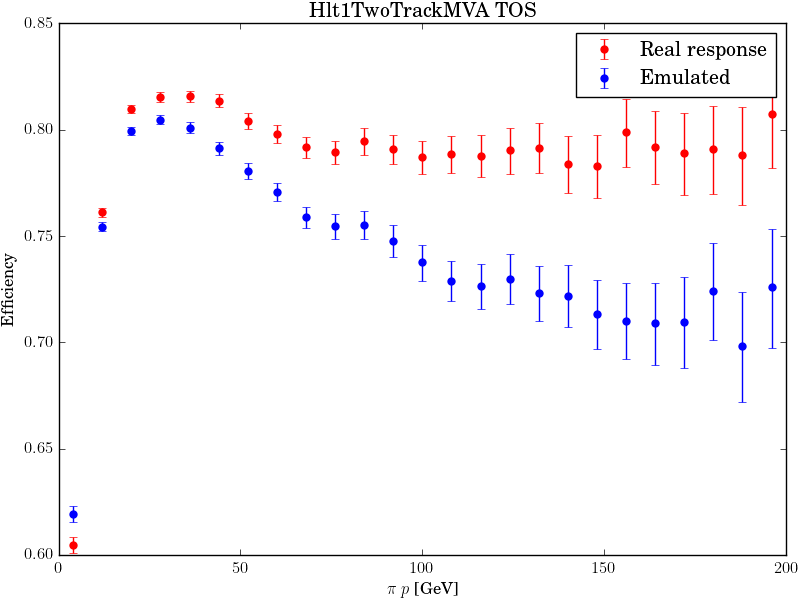 Hlt1TwoTrackMVA TOS
Real response
Emulated
Efficiency
0.85
0.80
0.75
0.70
0.65
0.60
0 50 100 150 200
π p [GeV]